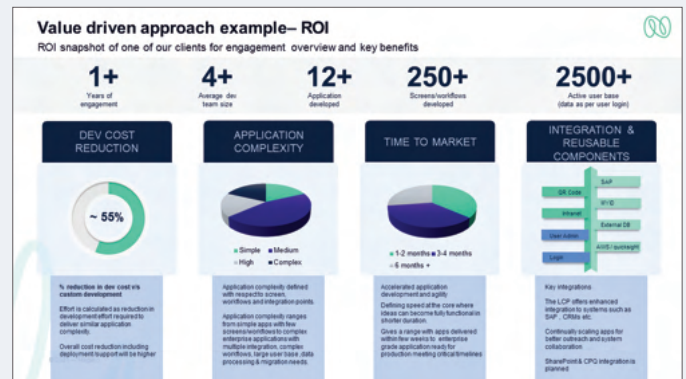 Value driven approach example– ROI
ROI snapshot of one of our clients for engagement overview and key benefits
1+
Years of
engagement
4+
Average dev
team size
12+
Application
developed
250+
Screens/workflows
developed
2500+
Active user base
(data as per user login)
DEV COST
REDUCTION
~ 55%
% reduction in dev cost v/s
custom development
Effort is calculated as reduction in
development effort required to
deliver similar application
complexity.
Overall cost reduction including
deployment/support will be higher
APPLICATION
COMPLEXITY
Simple
Medium
High
Complex
Application complexity defined
with respect to screen,
workflows and integration points.
Application complexity ranges
from simple apps with few
screens/workflows to complex
enterprise applications with
multiple integration, complex
workflows, large user base, data
processing & migration needs.
TIME TO MARKET
1-2 months
3-4 months
6 months +
Accelerated application
development and agility
Defining speed at the core where
ideas can become fully functional in
shorter duration.
Gives a range with apps delivered
within few weeks to enterprise
grade application ready for
production meeting critical timelines
INTEGRATION &
REUSABLE
COMPONENTS
SAP
QR Code
Intranet
External DB
User Admin
Login
Key integrations
The LCP offers enhanced
integration to systems such as
SAP , CRMs etc.
Continually scaling apps for
better outreach and system
collaboration
SharePoint & CPQ integration is
planned